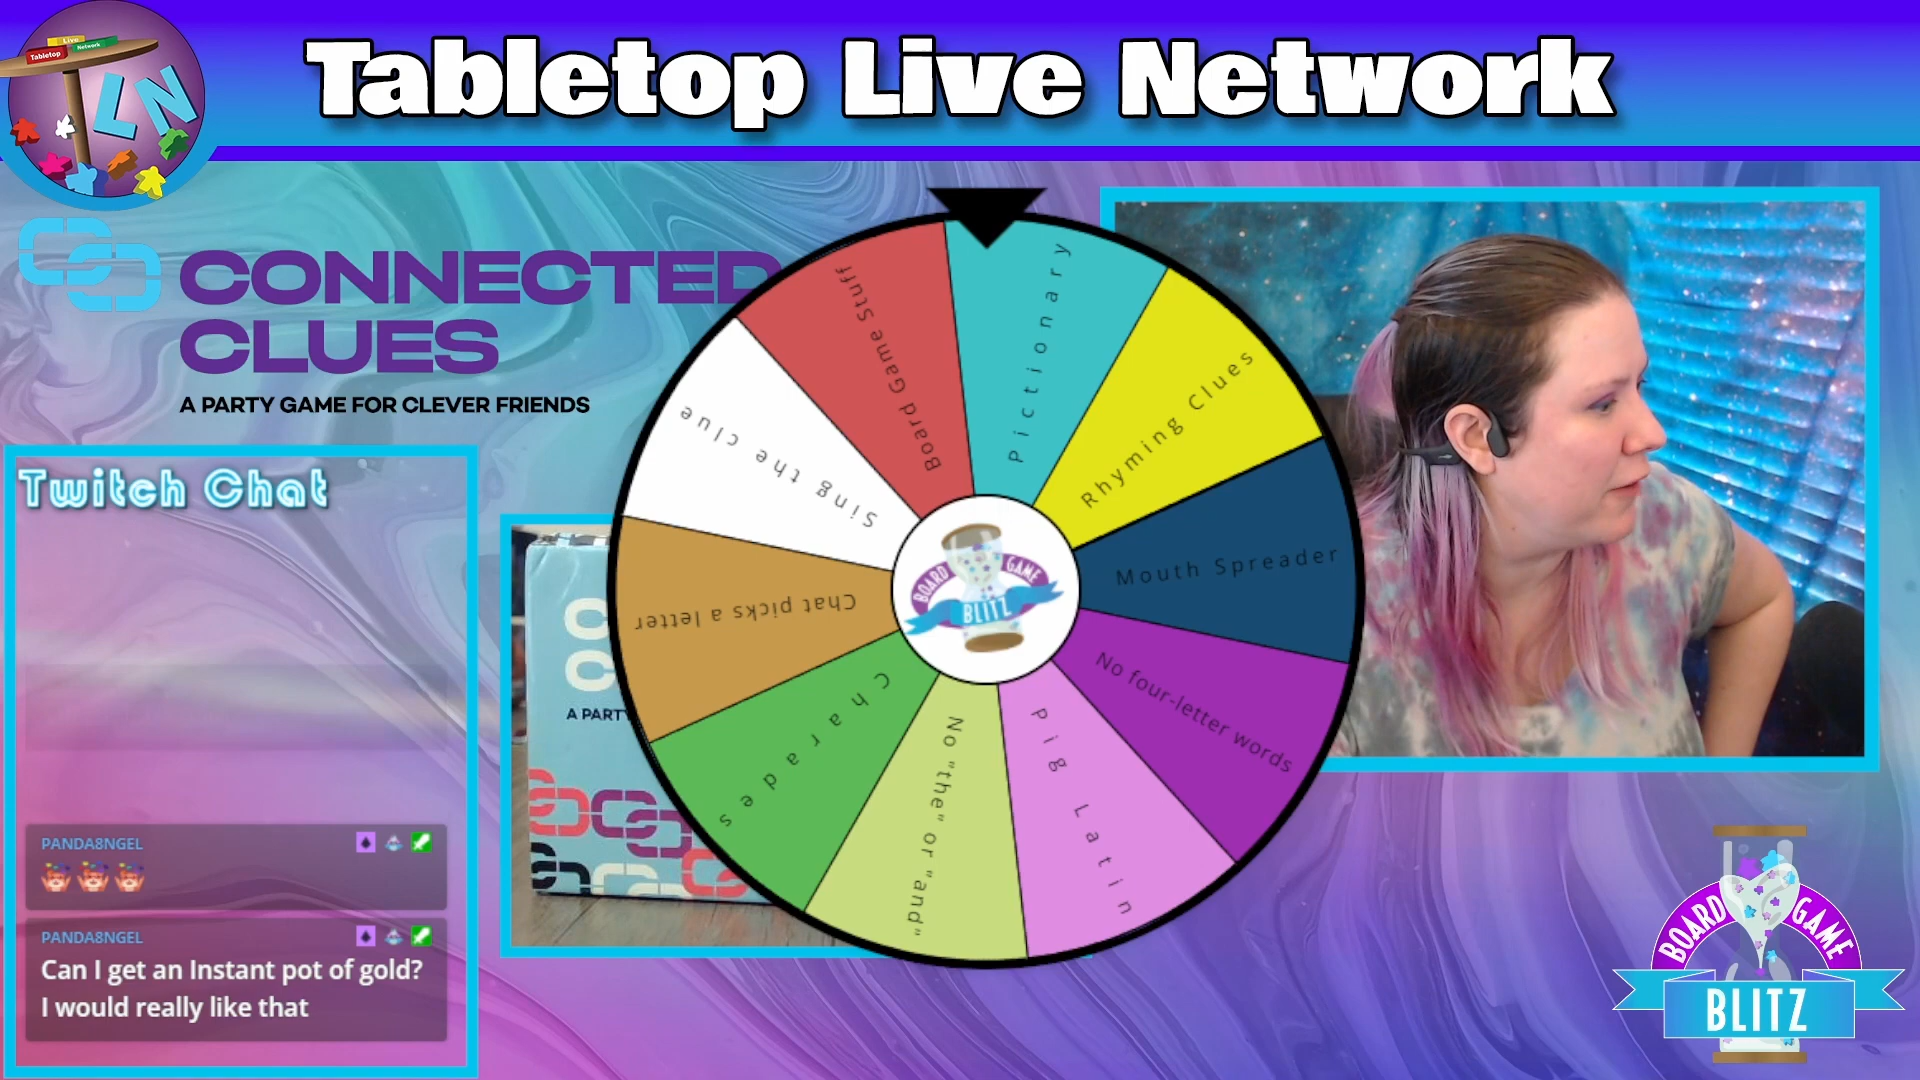 Tabletop Live Network
Live
Tabletop Network
LN
CONNECTED
CLUES
A PARTY GAME FOR CLEVER FRIENDS
Twitch Chat
PANDA8NGEL
PANDA8NGEL
Can I get an Instant pot of gold?
I would really like that
Pictionary
Rhyming Clues
Mouth Spreader
No four-letter words
Pig Latin
No "the" or "and"
Charades
Chat picks a letter
Sing the clue
Board Game Stuff
BOARD GAME
BLITZ
C
C
A PARTY
BOARD GAME
BLITZ